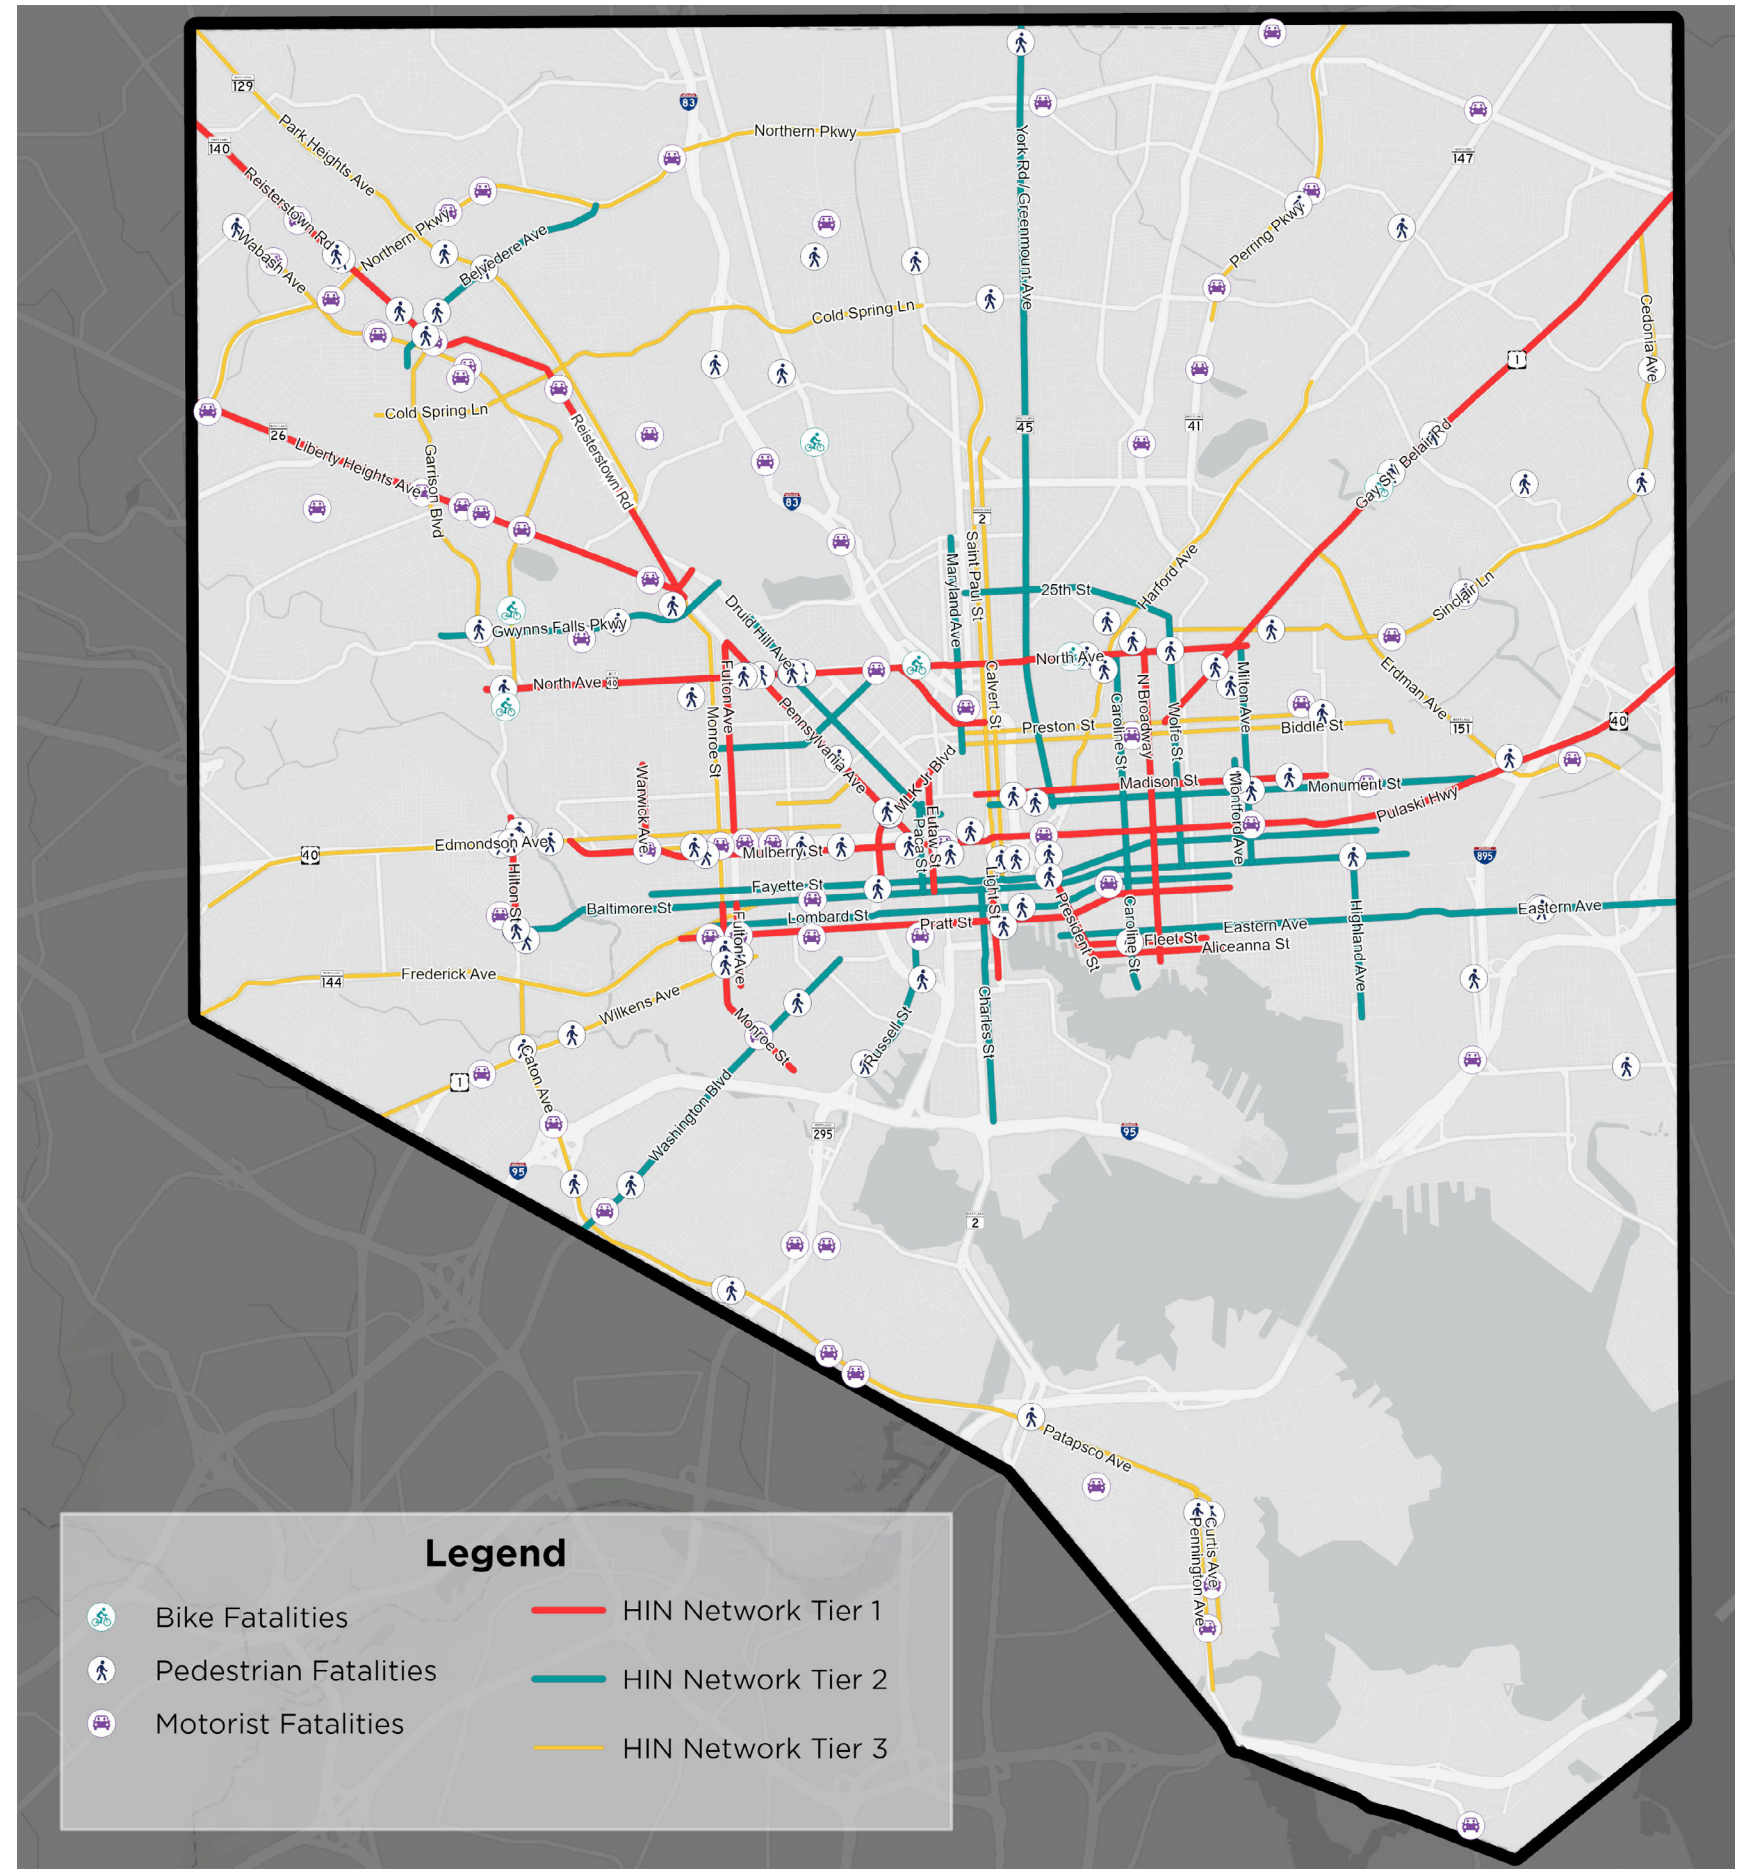 129
83
Northern Pkwy
140
Park Heights Ave
147
Reisterstown Rd
York Rd / Greenmount Ave
Northern Pkwy
Belvedere Ave
Perring Pkwy
Wabash Ave
Cold Spring Ln
Cedonia Ave
1
Cold Spring Ln
26
Reisterstown Rd
45
41
Liberty Heights Ave
Garrison Blvd
Belair Rd
Gay St
83
2
Saint Paul St
Maryland Ave
25th St
Harford Ave
Sinclair Ln
Druid Hill Ave
Gwynns Falls Pkwy
North Ave
North Ave
40
Fulton Ave
Monroe St
Calvert St
Caroline St
N Broadway
Wolfe St
Milton Ave
Erdman Ave
Pennsylvania Ave
Preston St
Biddle St
151
40
MLK Jr Blvd
Warwick Ave
Madison St
Monument St
Montford Ave
Pulaski Hwy
Edmondson Ave
40
Mulberry St
Paca St
Eutaw St
895
Hilton St
Fayette St
Light St
Baltimore St
Lombard St
Pratt St
President St
Caroline St
Highland Ave
Eastern Ave
Eastern Ave
Fulton Ave
Fleet St
Aliceanna St
Frederick Ave
144
Wilkens Ave
Monroe St
Russell St
Charles St
1
Caton Ave
Washington Blvd
295
95
95
2
Patapsco Ave
Curtis Ave
Pennington Ave
Legend
Bike Fatalities
Pedestrian Fatalities
Motorist Fatalities
HIN Network Tier 1
HIN Network Tier 2
HIN Network Tier 3